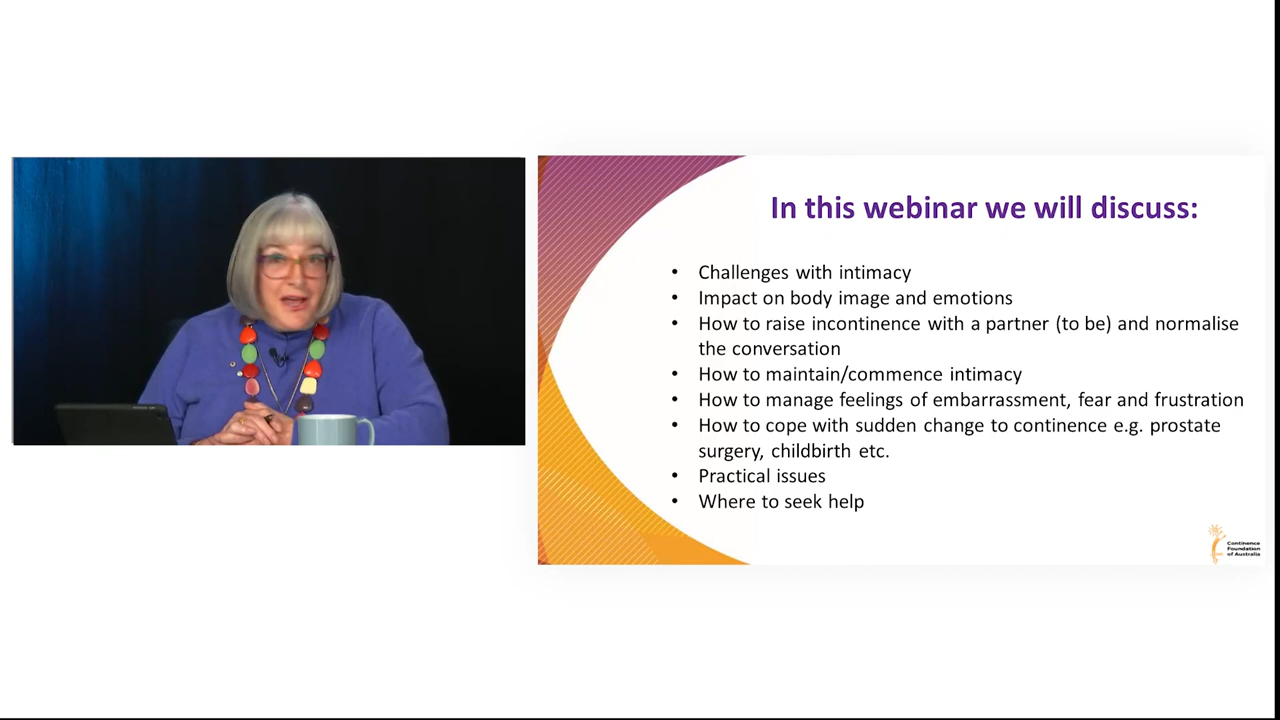 In this webinar we will discuss:
• Challenges with intimacy
• Impact on body image and emotions
• How to raise incontinence with a partner (to be) and normalise
the conversation
• How to maintain/commence intimacy
• How to manage feelings of embarrassment, fear and frustration
• How to cope with sudden change to continence e.g. prostate
surgery, childbirth etc.
• Practical issues
• Where to seek help
Continence
Foundation
of Australia